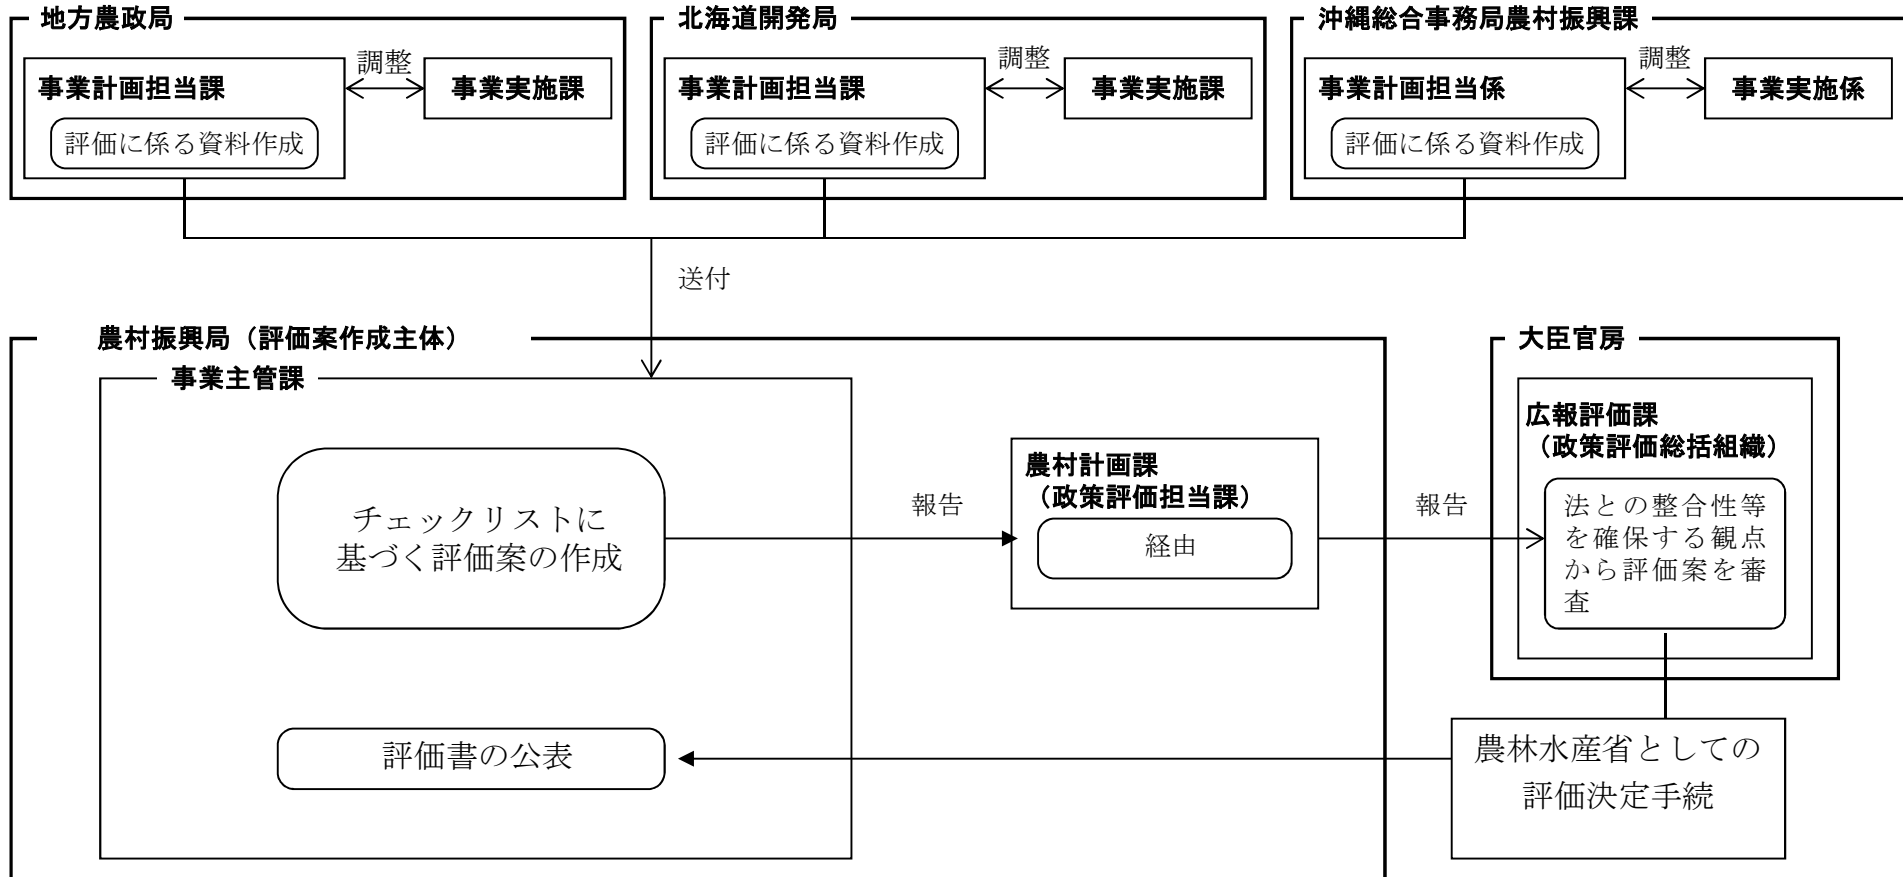 地方農政局
事業計画担当課
調整
事業実施課
評価に係る資料作成
北海道開発局
事業計画担当課
調整
事業実施課
評価に係る資料作成
沖縄総合事務局農村振興課
事業計画担当係
調整
事業実施係
評価に係る資料作成
送付
農村振興局（評価案作成主体）
事業主管課
チェックリストに
基づく評価案の作成
報告
農村計画課
（政策評価担当課）
経由
報告
大臣官房
広報評価課
（政策評価総括組織）
法との整合性等
を確保する観点
から評価案を審
査
農林水産省としての
評価決定手続
評価書の公表